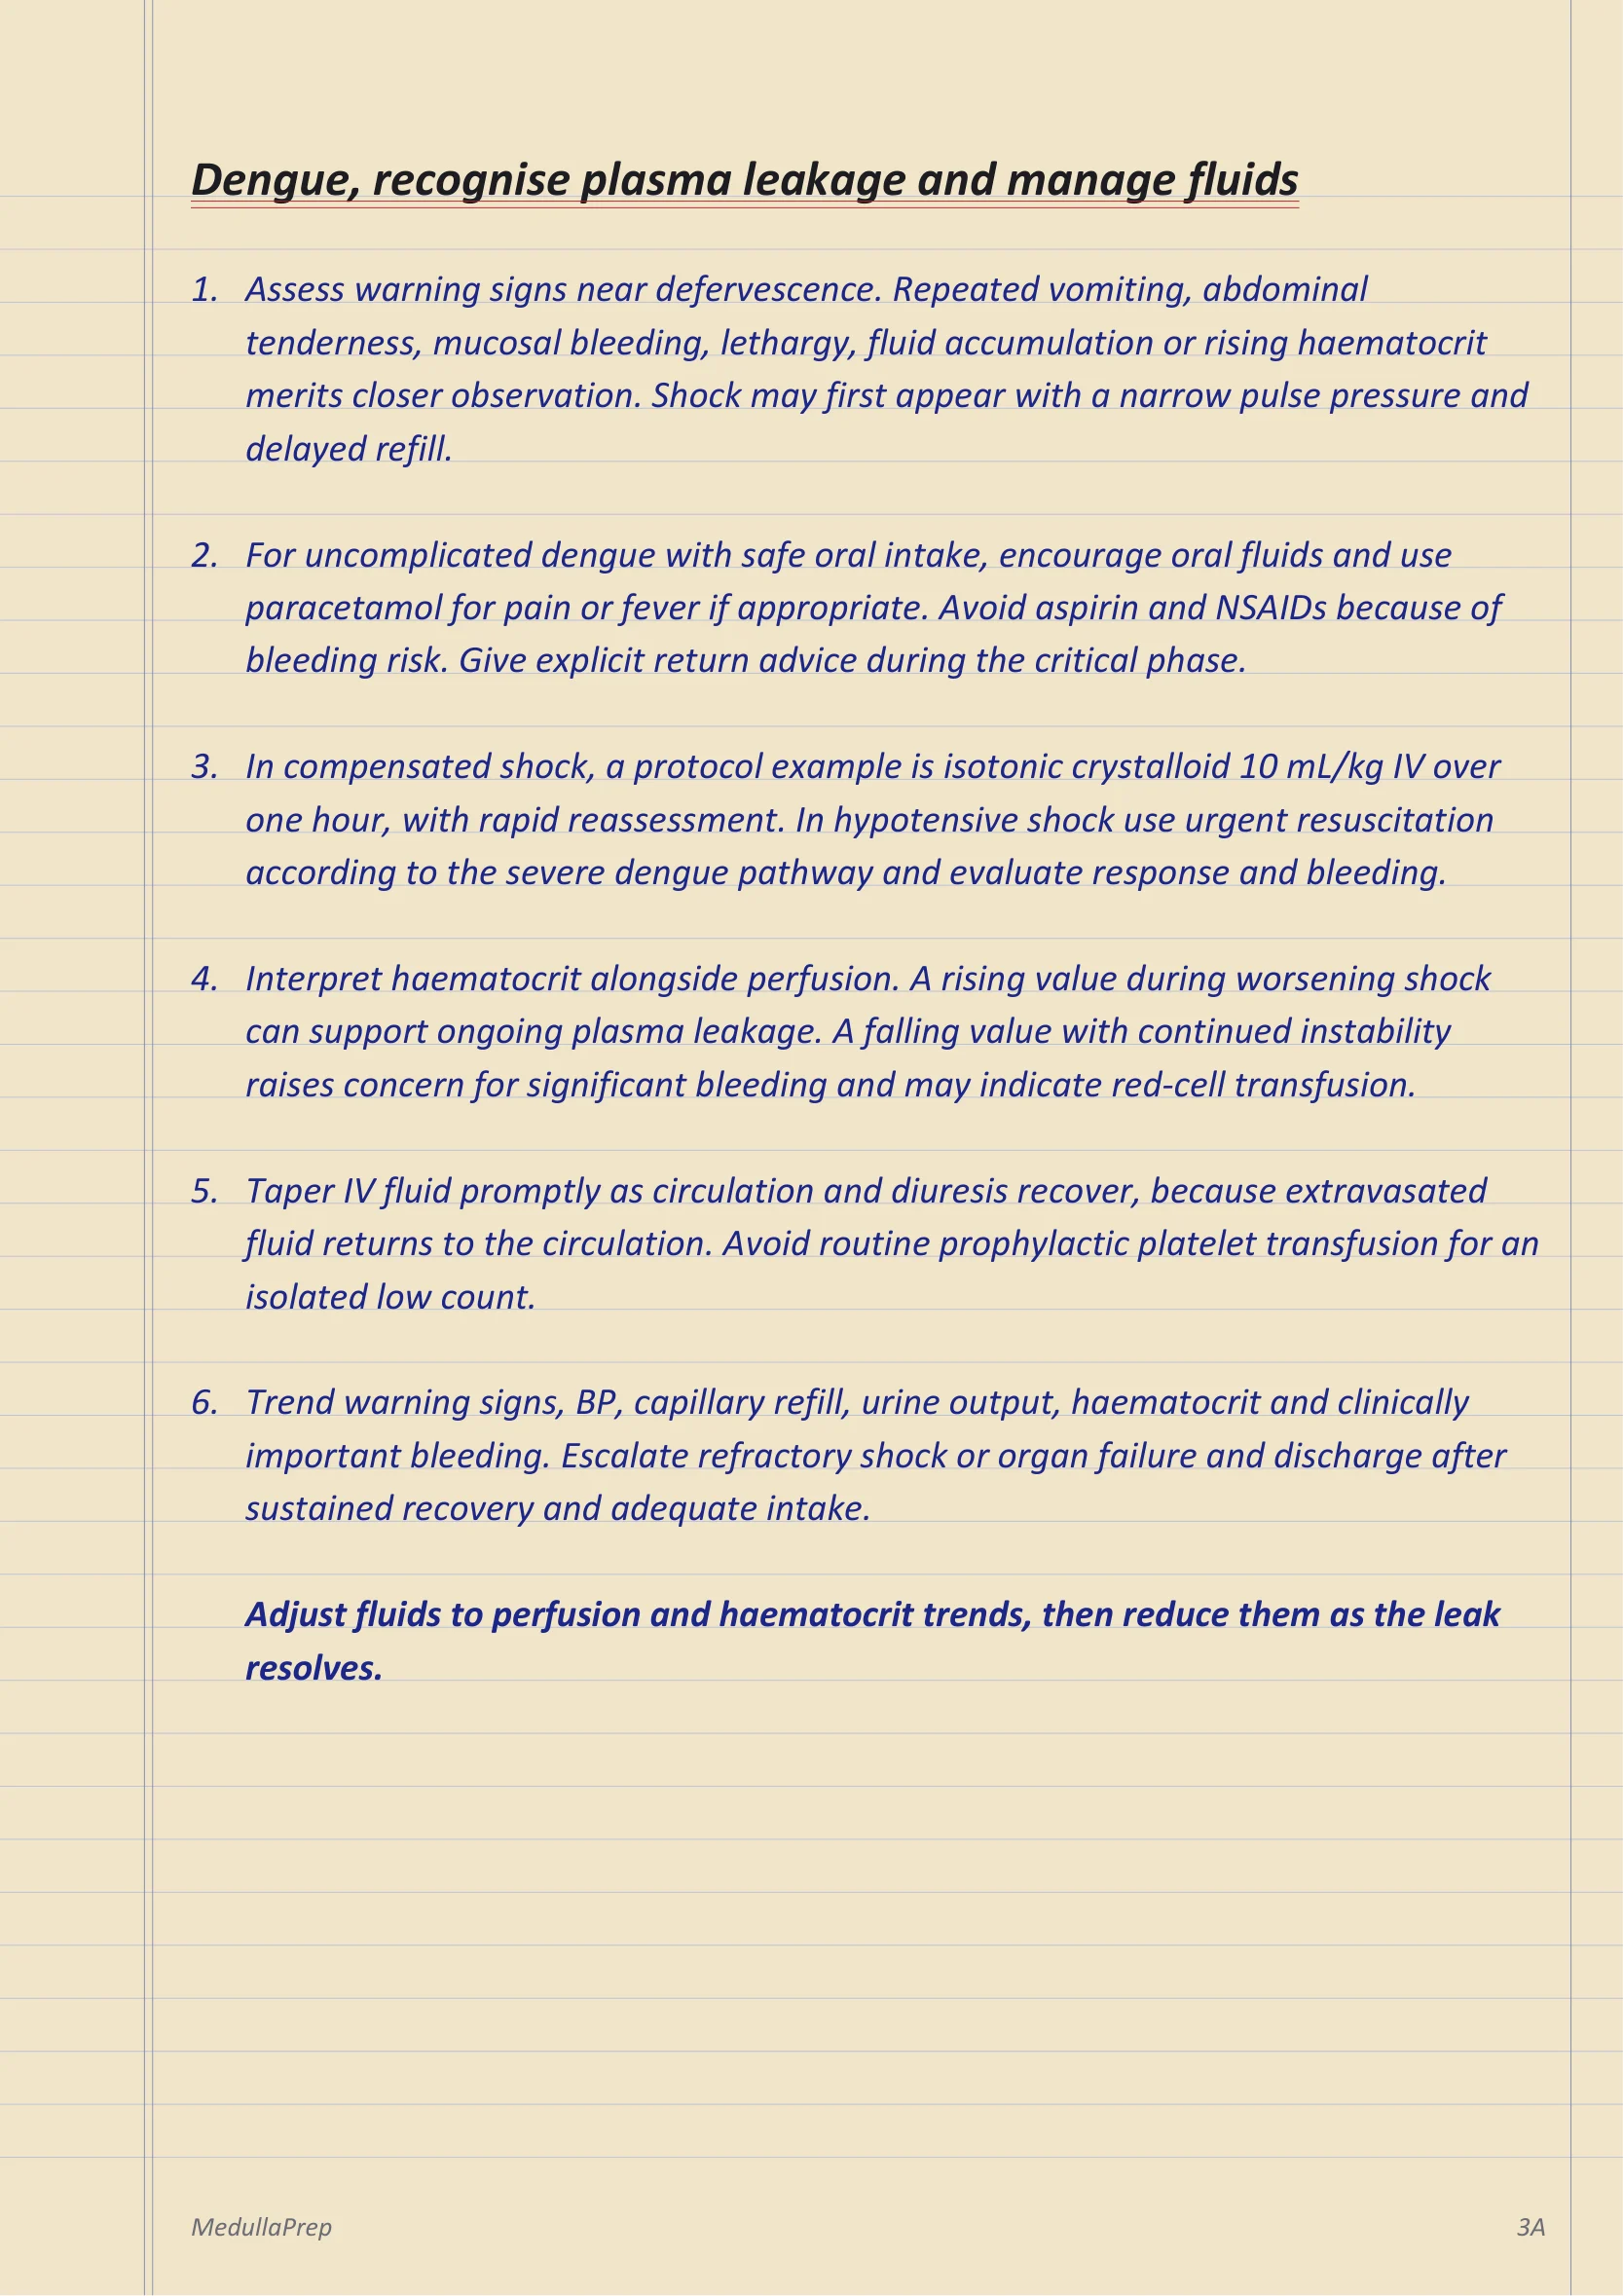 Dengue, recognise plasma leakage and manage fluids
1. Assess warning signs near defervescence. Repeated vomiting, abdominal
tenderness, mucosal bleeding, lethargy, fluid accumulation or rising haematocrit
merits closer observation. Shock may first appear with a narrow pulse pressure and
delayed refill.
2. For uncomplicated dengue with safe oral intake, encourage oral fluids and use
paracetamol for pain or fever if appropriate. Avoid aspirin and NSAIDs because of
bleeding risk. Give explicit return advice during the critical phase.
3. In compensated shock, a protocol example is isotonic crystalloid 10 mL/kg IV over
one hour, with rapid reassessment. In hypotensive shock use urgent resuscitation
according to the severe dengue pathway and evaluate response and bleeding.
4. Interpret haematocrit alongside perfusion. A rising value during worsening shock
can support ongoing plasma leakage. A falling value with continued instability
raises concern for significant bleeding and may indicate red-cell transfusion.
5. Taper IV fluid promptly as circulation and diuresis recover, because extravasated
fluid returns to the circulation. Avoid routine prophylactic platelet transfusion for an
isolated low count.
6. Trend warning signs, BP, capillary refill, urine output, haematocrit and clinically
important bleeding. Escalate refractory shock or organ failure and discharge after
sustained recovery and adequate intake.
Adjust fluids to perfusion and haematocrit trends, then reduce them as the leak
resolves.
MedullaPrep
3A